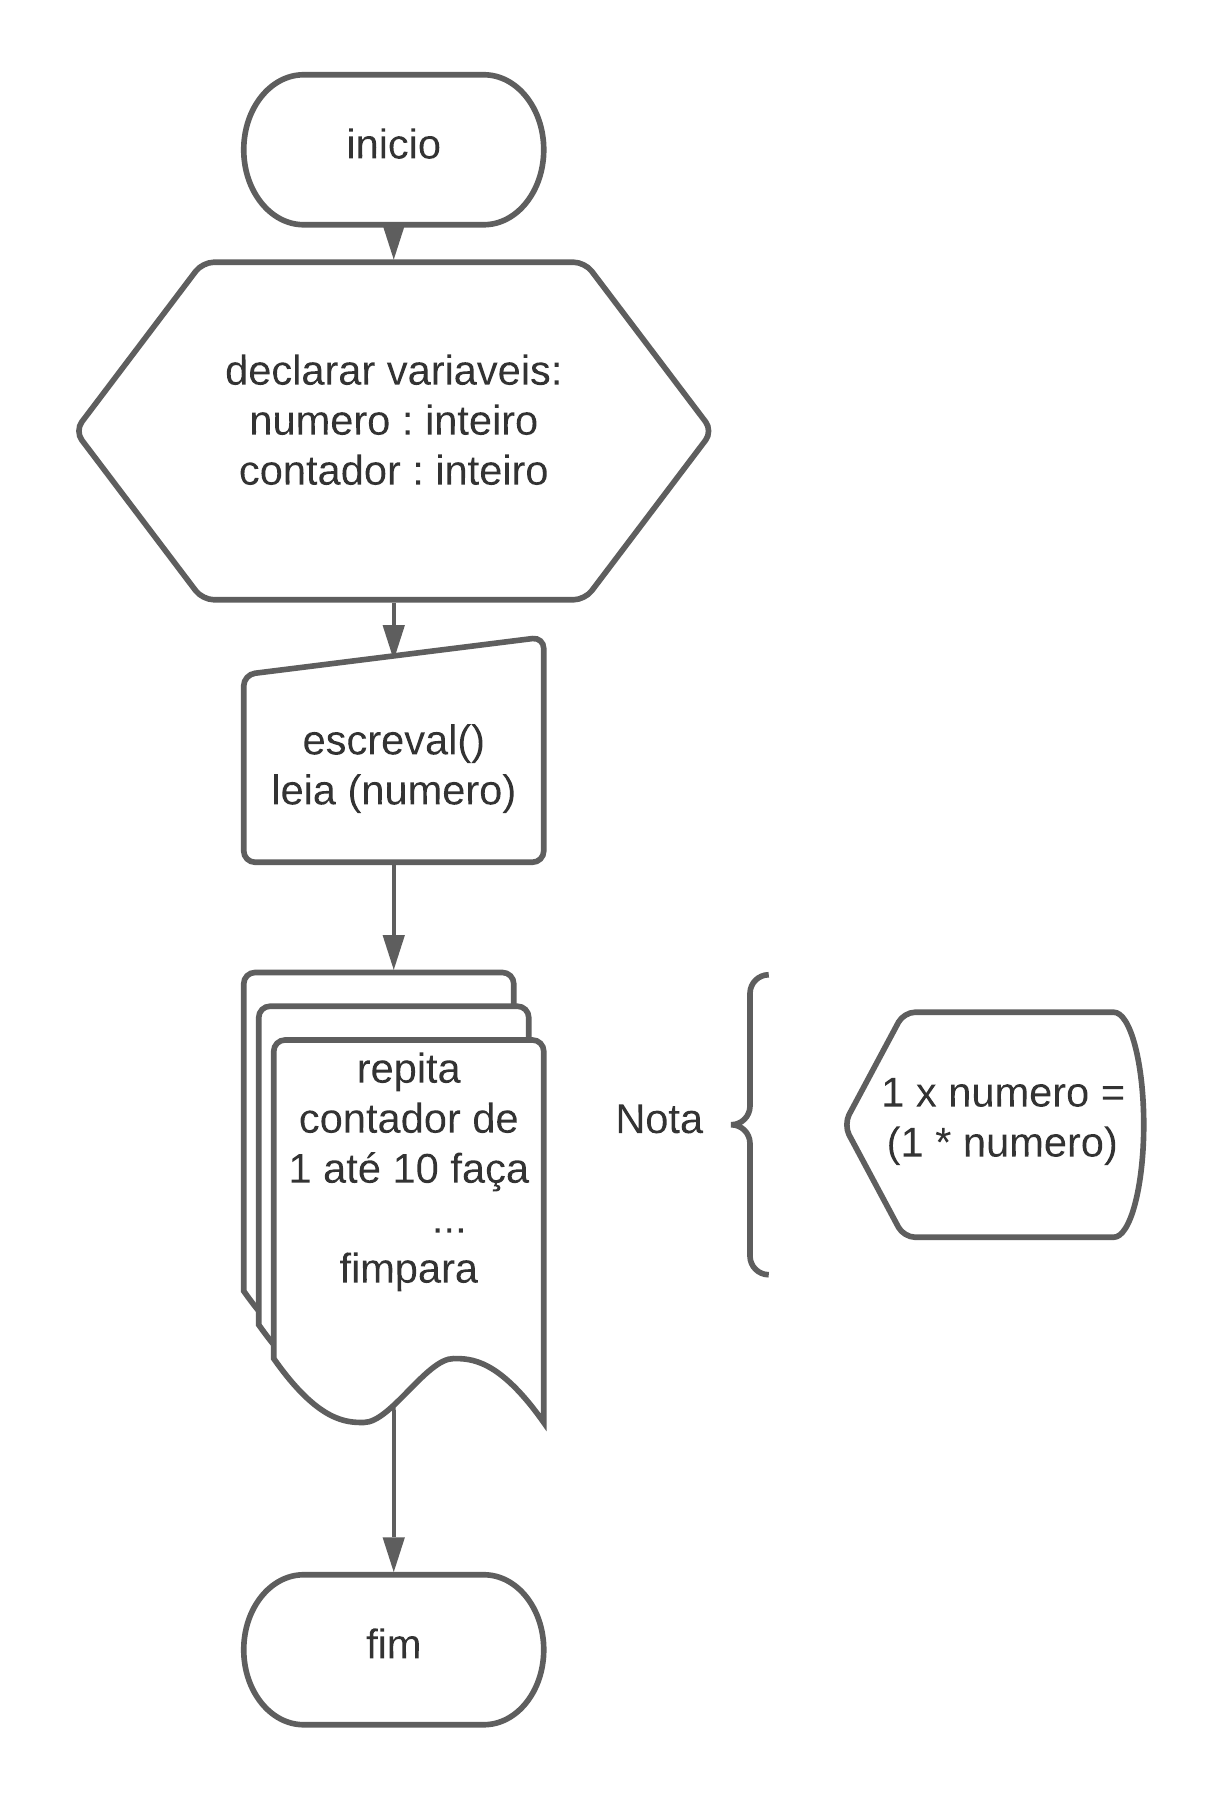 inicio
declarar variaveis:
numero : inteiro
contador : inteiro
escreval()
leia (numero)
repita
contador de
1 até 10 faça
...
fimpara
Nota
1 x numero =
(1 * numero)
fim